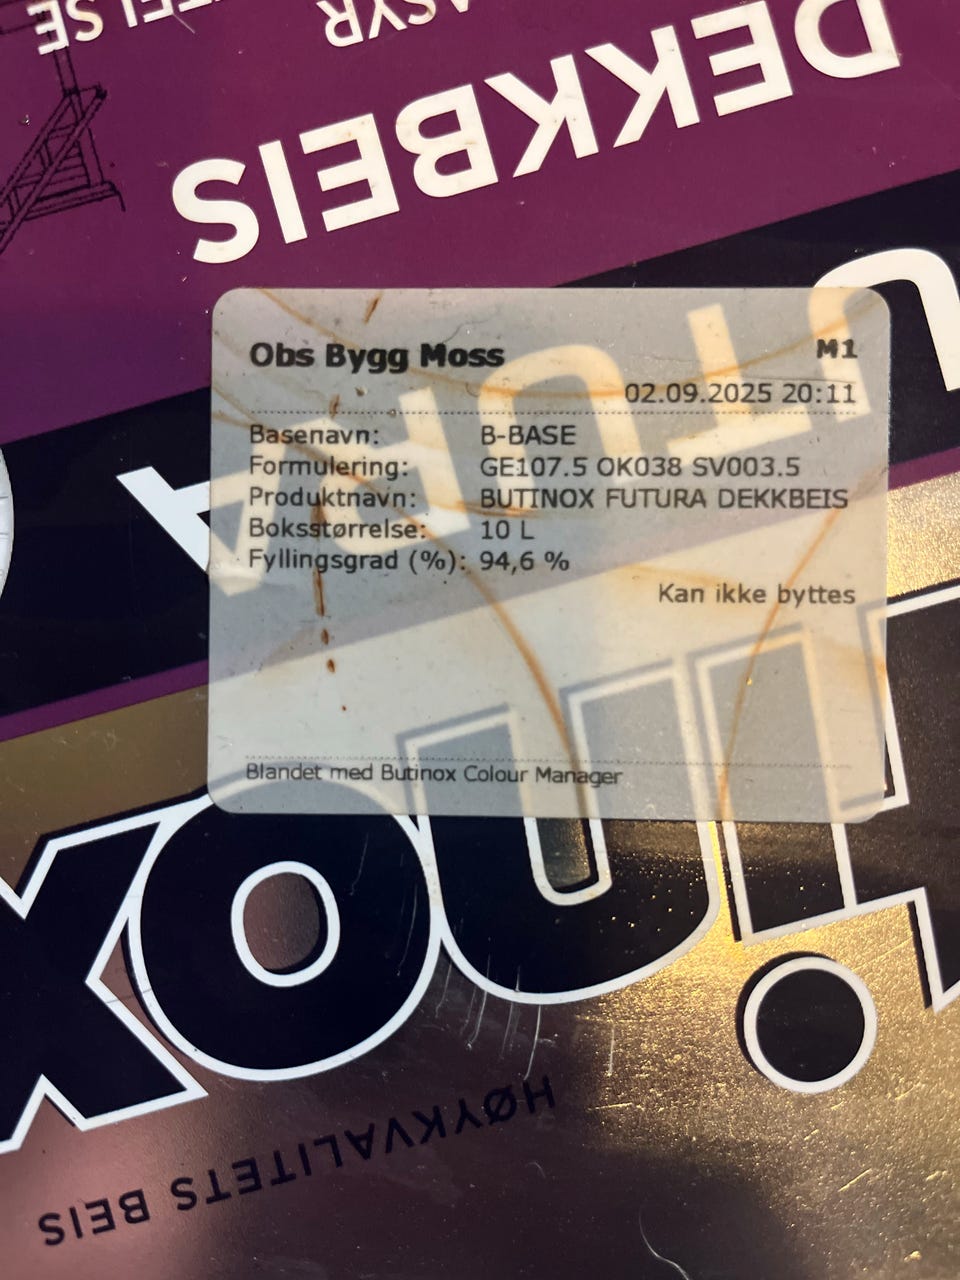 Obs Bygg Moss M1
02.09.2025 20:11
Basenavn: B-BASE
Formulering: GE107.5 OK038 SV003.5
Produktnavn: BUTINOX FUTURA DEKKBEIS
Boksstørrelse: 10 L
Fyllingsgrad (%): 94,6 %
Kan ikke byttes
Blandet med Butinox Colour Manager
HØYKVALITETS BEIS
DEKKBEIS